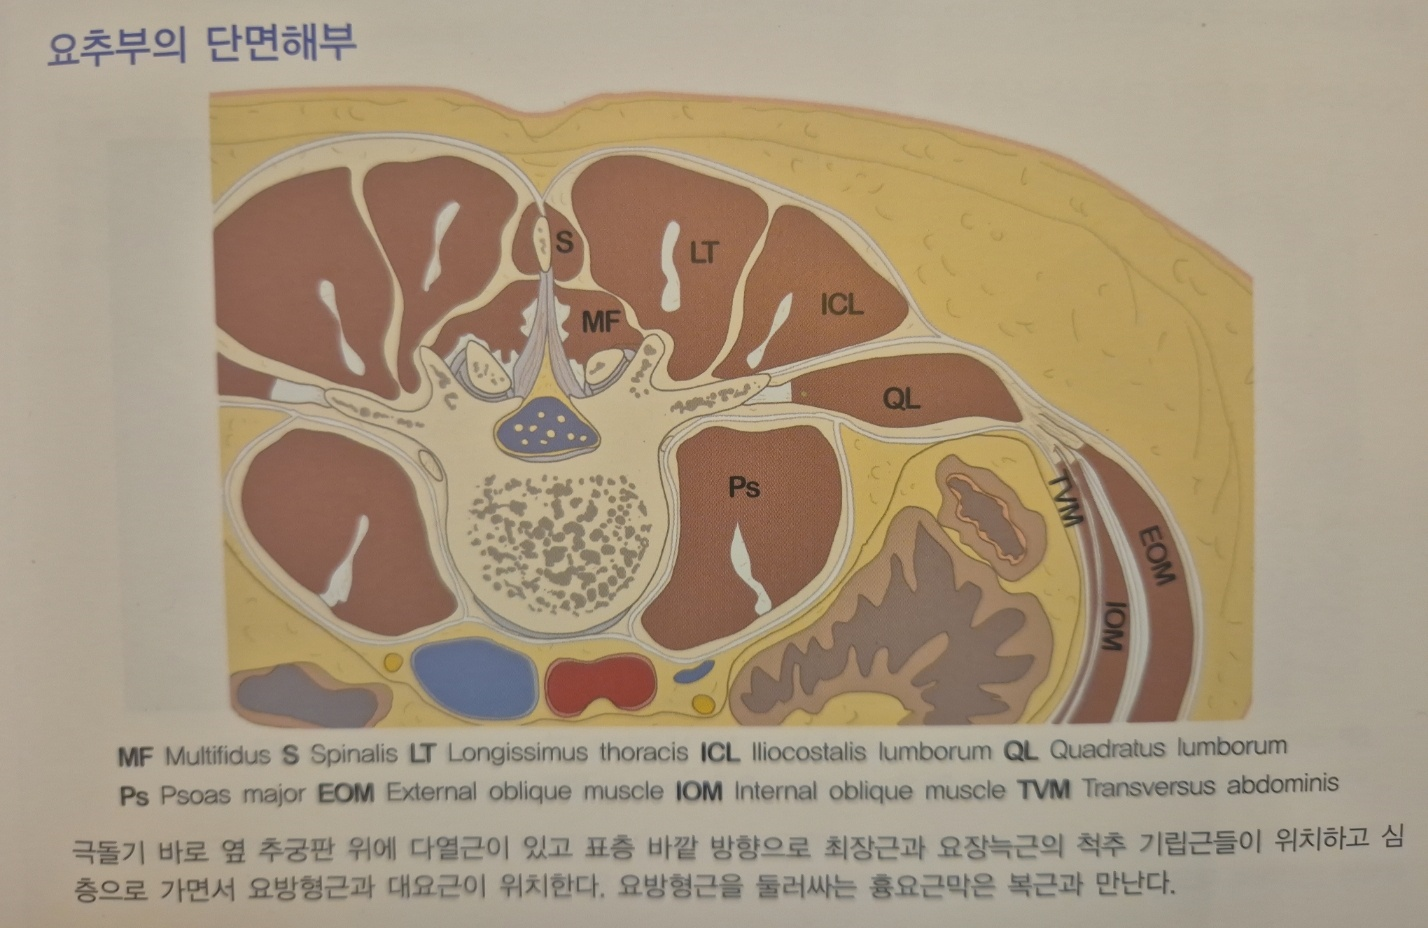 요추부의 단면해부
S
LT
ICL
MF
QL
Ps
TVM
EOM
IOM
MF Multifidus S Spinalis LT Longissimus thoracis ICL Iliocostalis lumborum QL Quadratus lumborum
Ps Psoas major EOM External oblique muscle IOM Internal oblique muscle TVM Transversus abdominis
극돌기 바로 옆 추궁판 위에 다열근이 있고 표층 바깥 방향으로 최장근과 요장늑근의 척추 기립근들이 위치하고 심
층으로 가면서 요방형근과 대요근이 위치한다. 요방형근을 둘러싸는 흉요근막은 복근과 만난다.